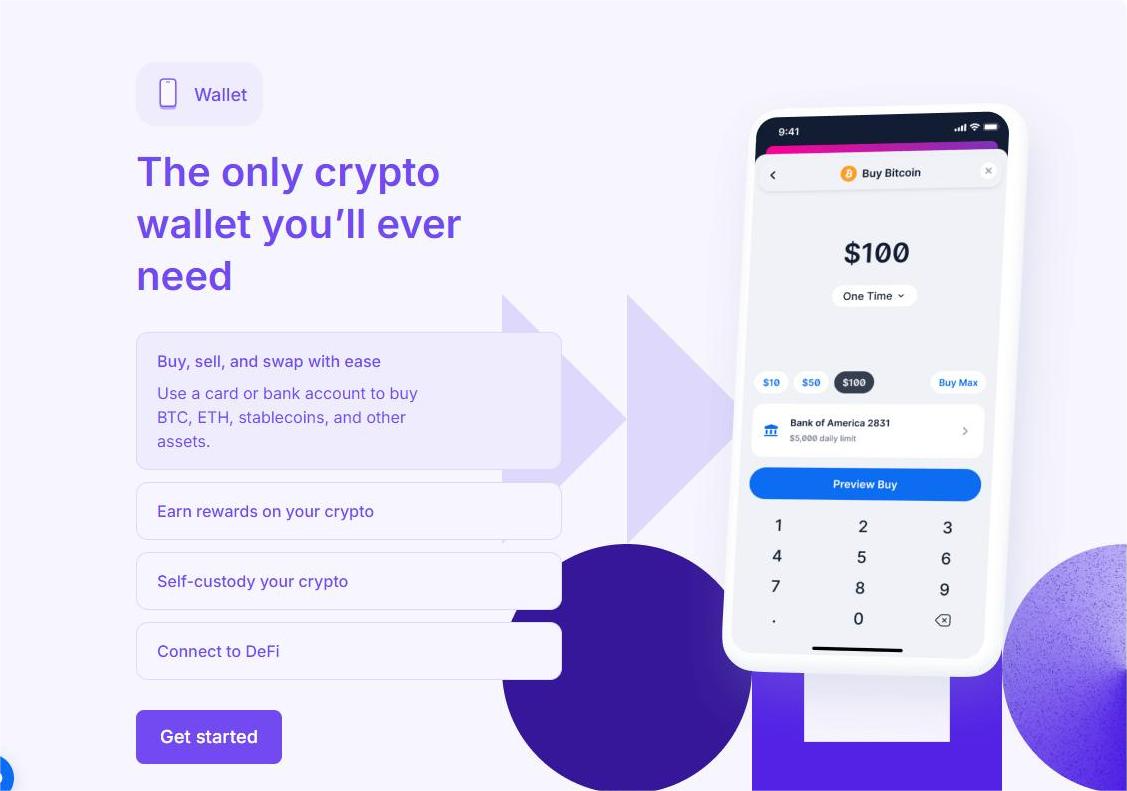 Wallet
The only crypto
wallet you’ll ever
need
Buy, sell, and swap with ease
Use a card or bank account to buy
BTC, ETH, stablecoins, and other
assets.
Earn rewards on your crypto
Self-custody your crypto
Connect to DeFi
Get started
9:41
Buy Bitcoin
$100
One Time
$10 $50 $100 Buy Max
Bank of America 2831
$5,000 daily limit
Preview Buy
1 2 3
4 5 6
7 8 9
. 0